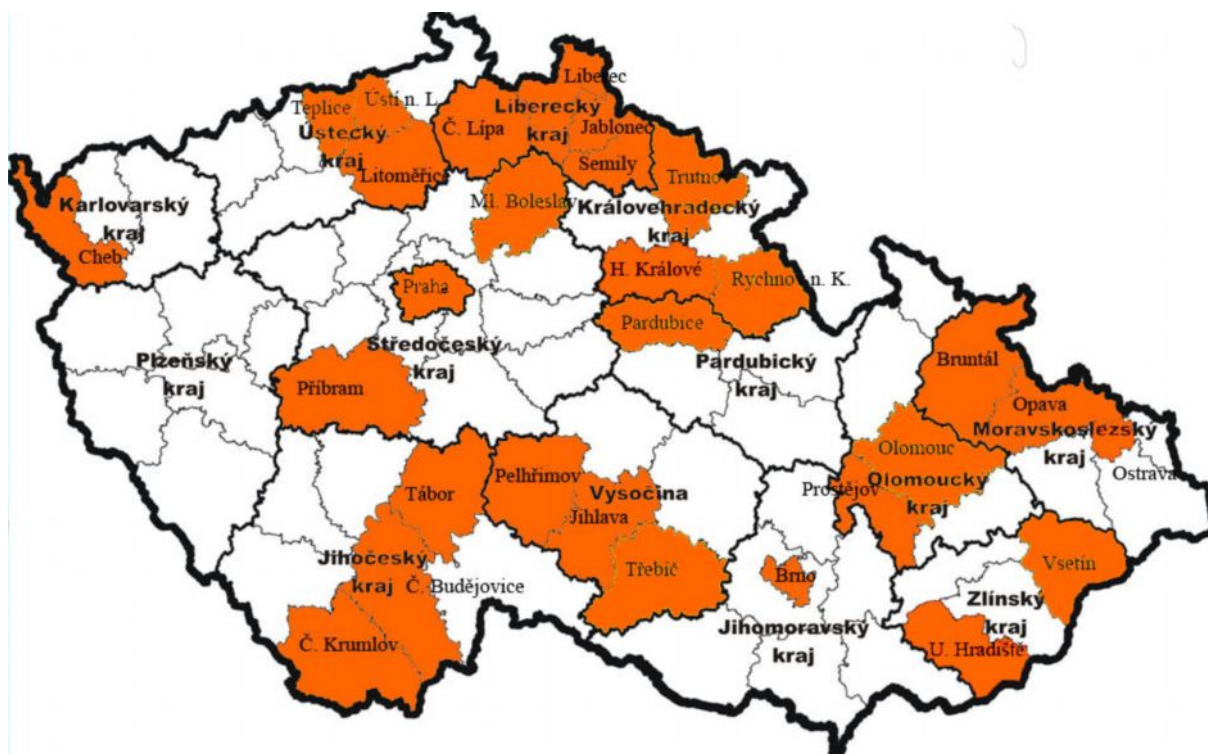 Liberec
Teplice
Ústí n. L.
Ústecký
kraj
Č. Lípa
Liberecký
kraj
Jablonec
Semily
Litoměřice
Trutnov
Ml. Boleslav
Královehradecký
kraj
Karlovarský
kraj
Cheb
Praha
H. Králové
Rychno n. K.
Pardubice
Plzeňský
kraj
Středočeský
kraj
Pardubický
kraj
Příbram
Bruntál
Opava
Moravskoslezský
kraj
Ostrava
Olomouc
Olomoucký
kraj
Prostějov
Tábor
Pelhřimov
Vysočina
Jihlava
Třebíč
Jihočeský
kraj
Č. Budějovice
Č. Krumlov
Brno
Jihomoravský
kraj
Vsetín
Zlínský
kraj
U. Hradiště